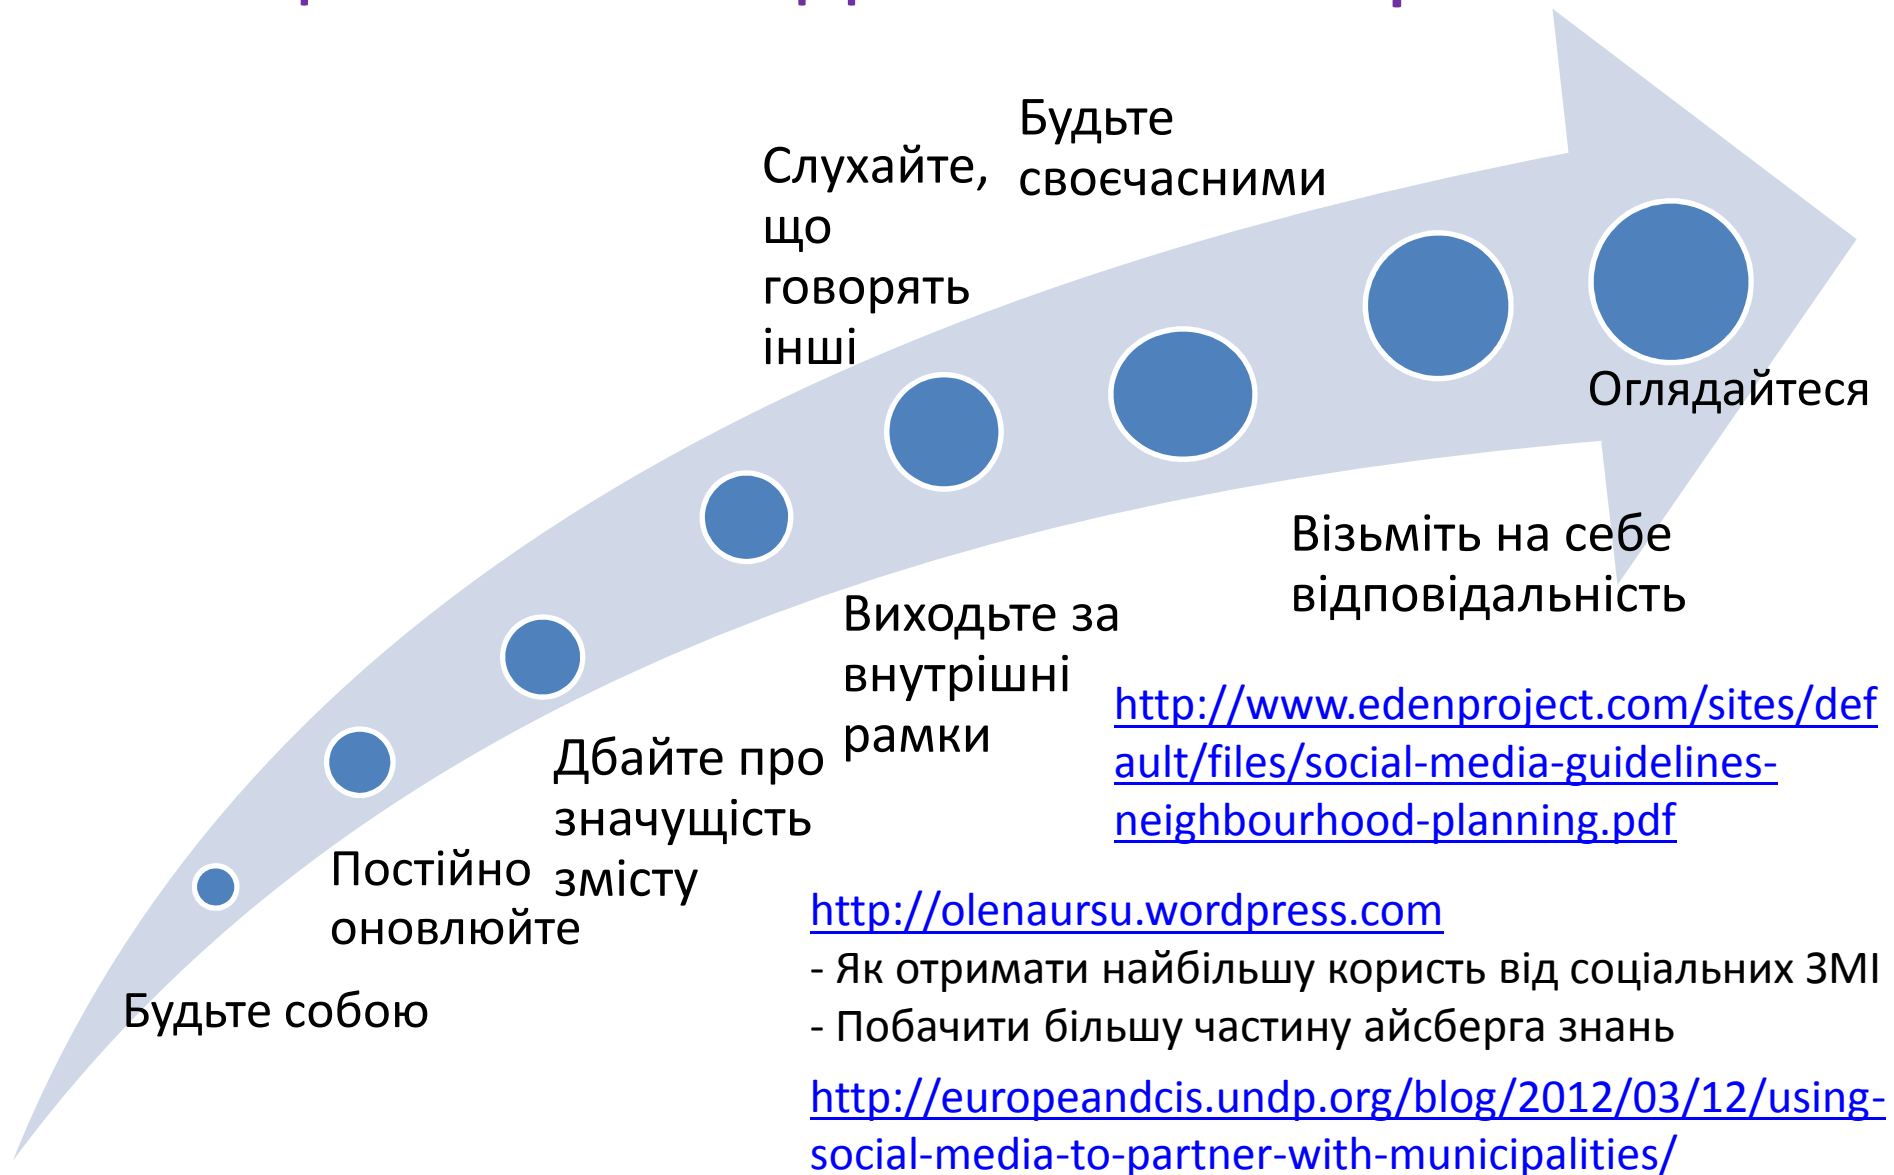 Будьте
своєчасними
Слухайте,
що
говорять
інші
Оглядайтеся
Візьміть на себе
відповідальність
Виходьте за
внутрішні
рамки
Дбайте про
значущість
змісту
Постійно
оновлюйте
Будьте собою
http://www.edenproject.com/sites/def
ault/files/social-media-guidelines-
neighbourhood-planning.pdf
http://olenaursu.wordpress.com
- Як отримати найбільшу користь від соціальних ЗМІ
- Побачити більшу частину айсберга знань
http://europeandcis.undp.org/blog/2012/03/12/using-
social-media-to-partner-with-municipalities/